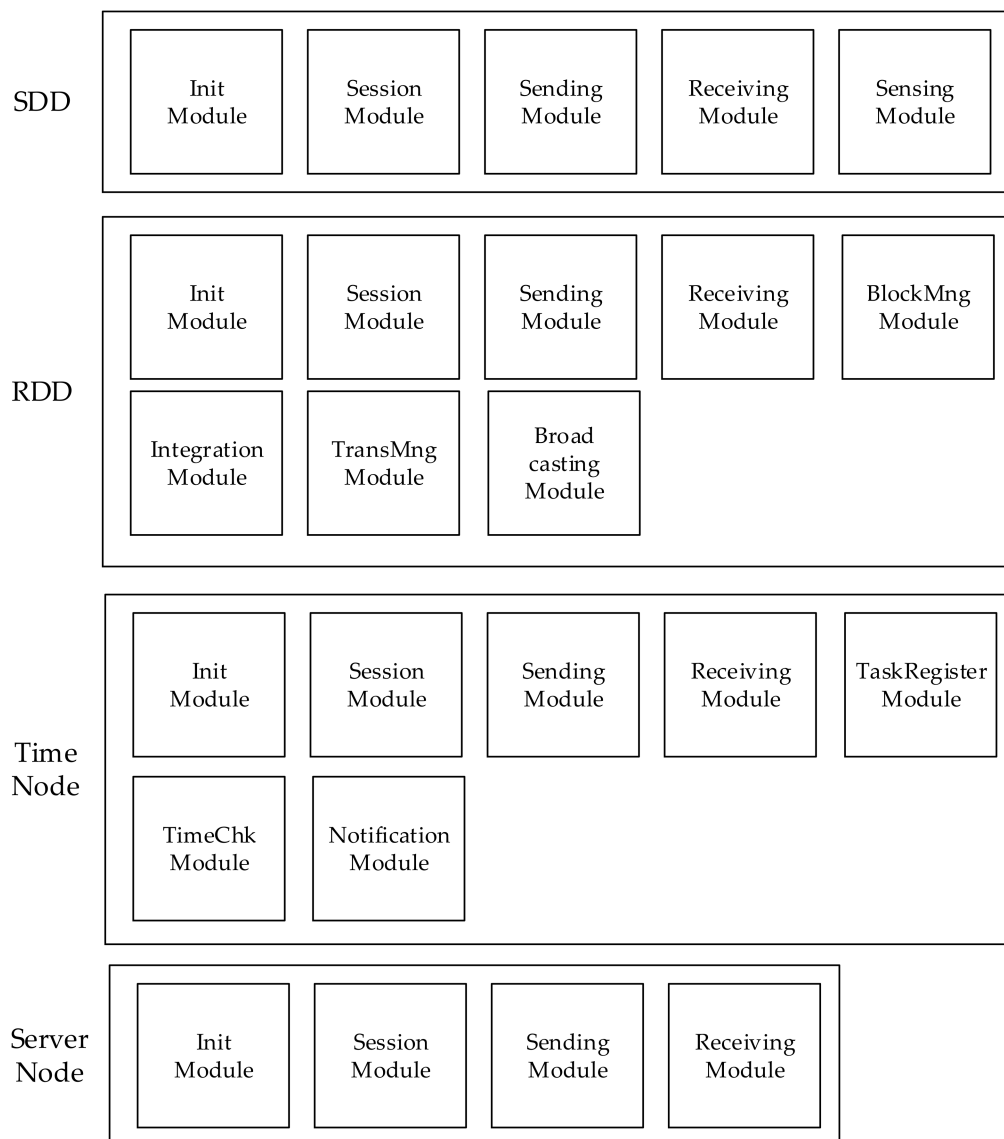 SDD
Init
Module
Session
Module
Sending
Module
Receiving
Module
Sensing
Module
RDD
Init
Module
Session
Module
Sending
Module
Receiving
Module
BlockMng
Module
Integration
Module
TransMng
Module
Broad
casting
Module
Time
Node
Init
Module
Session
Module
Sending
Module
Receiving
Module
TaskRegister
Module
TimeChk
Module
Notification
Module
Server
Node
Init
Module
Session
Module
Sending
Module
Receiving
Module